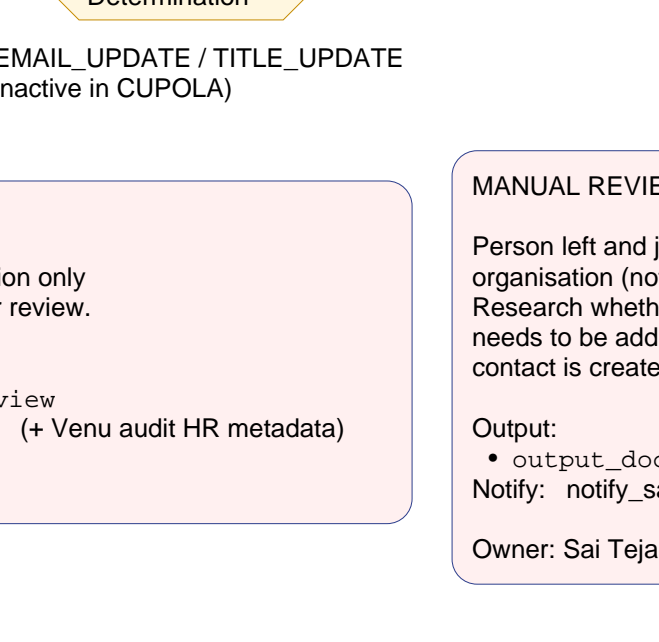 Determination
EMAIL_UPDATE / TITLE_UPDATE
nactive in CUPOLA)
ion only
review.
view
(+ Venu audit HR metadata)
MANUAL REVIE
Person left and j
organisation (no
Research wheth
needs to be add
contact is create
Output:
• output_doc
Notify: notify_sa
Owner: Sai Teja